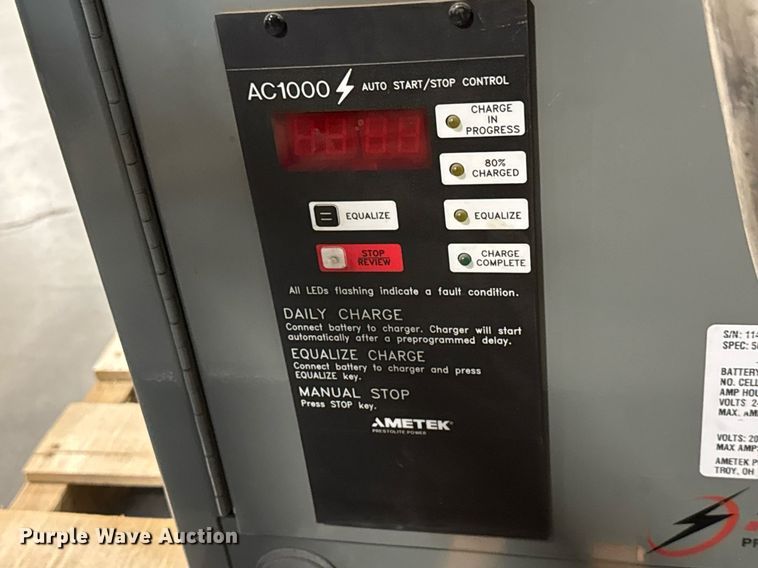 AC1000 AUTO START/STOP CONTROL
CHARGE
IN
PROGRESS
80%
CHARGED
= EQUALIZE
EQUALIZE
STOP
REVIEW
CHARGE
COMPLETE
All LEDs flashing indicate a fault condition.
DAILY CHARGE
Connect battery to charger. Charger will start
automatically after a preprogrammed delay.
EQUALIZE CHARGE
Connect battery to charger and press
EQUALIZE key.
MANUAL STOP
Press STOP key.
AMETEK
PRESTOLITE POWER
S/N:
SPEC:
BATTERY
NO. CELL
AMP HOU
VOLTS
MAX. AM
VOLTS: 20
MAX AMP
AMETEK P
TROY, OH
Purple Wave Auction